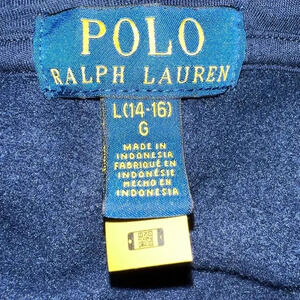 POLO
RALPH LAUREN
L(14-16)
G
MADE IN
INDONESIA
FABRIQUÉ EN
INDONÉSIE
HECHO EN
INDONESIA